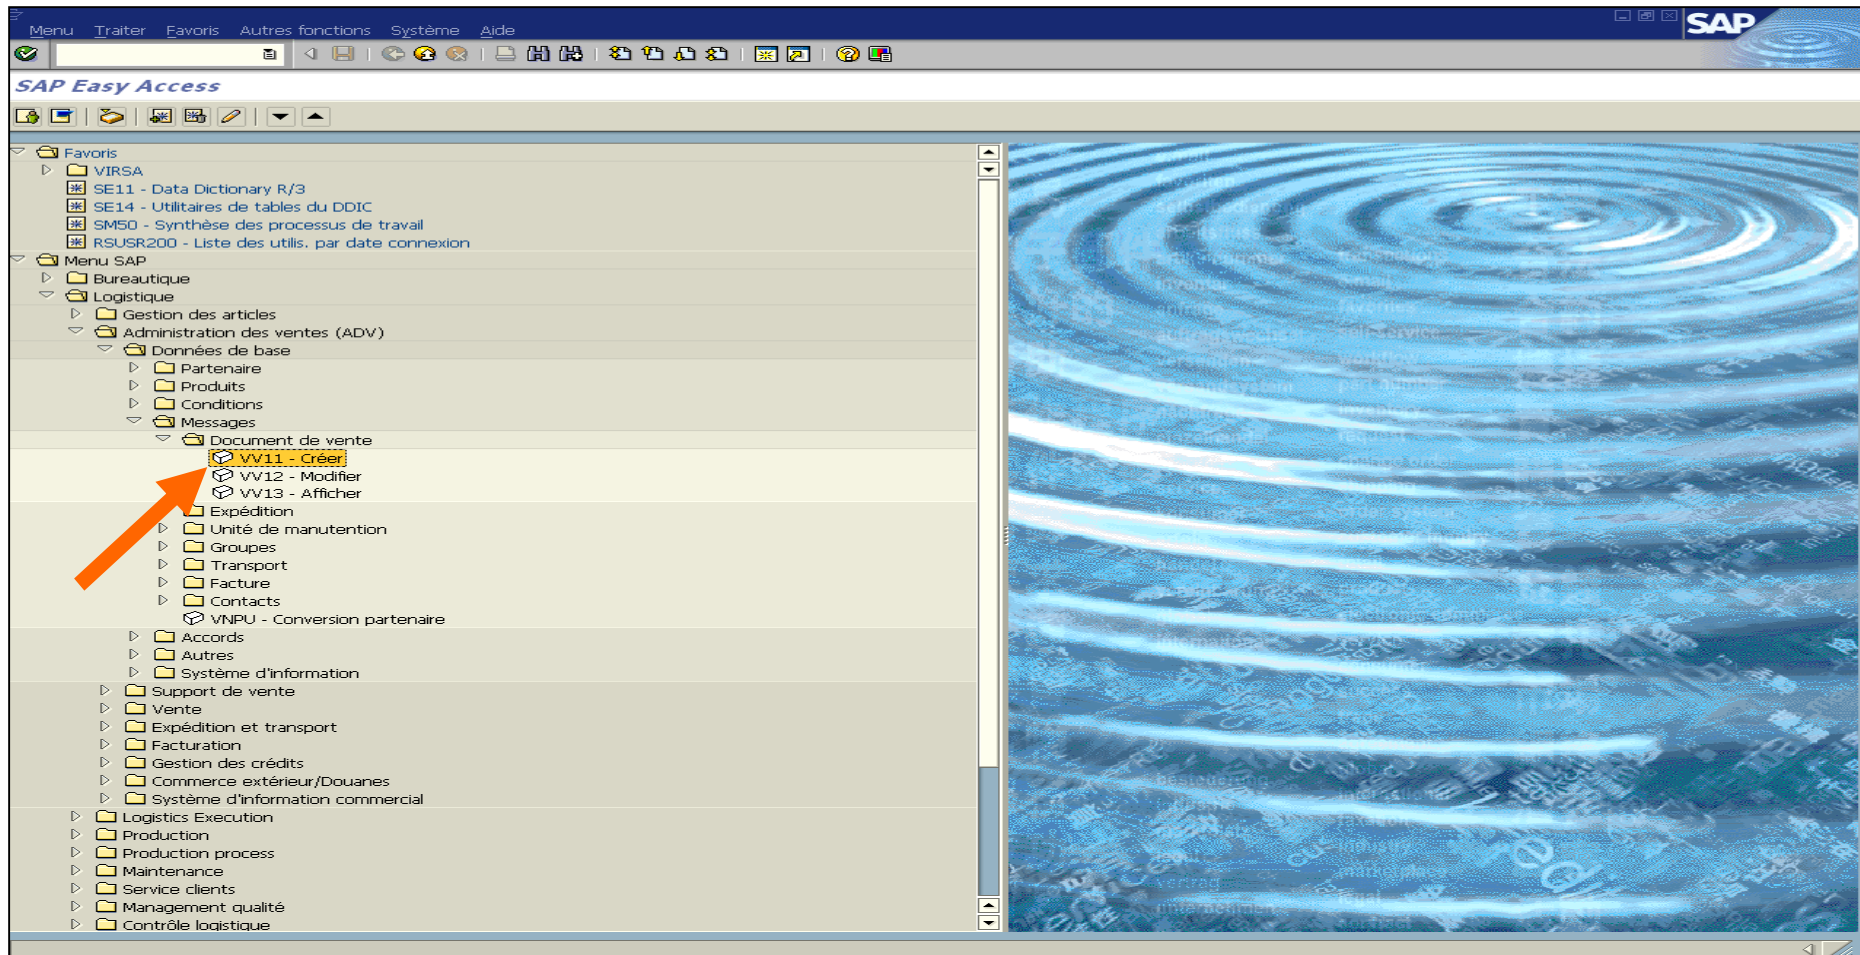 Menu Traiter Favoris Autres fonctions Système Aide
SAP
SAP Easy Access
Favoris
VIRSA
SE11 - Data Dictionary R/3
SE14 - Utilitaires de tables du DDIC
SM50 - Synthèse des processus de travail
RSUSR200 - Liste des utilis. par date connexion
Menu SAP
Bureautique
Logistique
Gestion des articles
Administration des ventes (ADV)
Données de base
Partenaire
Produits
Conditions
Messages
Document de vente
VV11 - Créer
VV12 - Modifier
VV13 - Afficher
Expédition
Unité de manutention
Groupes
Transport
Facture
Contacts
VNPU - Conversion partenaire
Accords
Autres
Système d'information
Support de vente
Vente
Expédition et transport
Facturation
Gestion des crédits
Commerce extérieur/Douanes
Système d'information commercial
Logistics Execution
Production
Production process
Maintenance
Service clients
Management qualité
Contrôle logistique